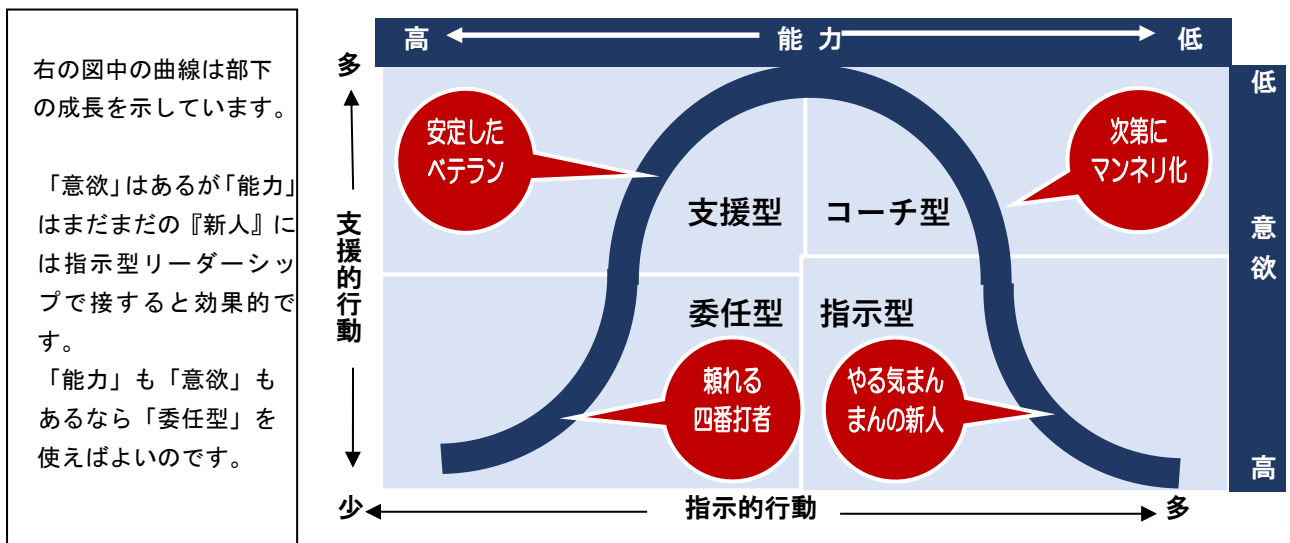 右の図中の曲線は部下
の成長を示しています。
「意欲」はあるが「能力」
はまだまだの『新人』に
は指示型リーダーシッ
プで接すると効果的で
す。
「能力」も「意欲」も
あるなら「委任型」を
使えばよいのです。
高 能力 低
多
支援的行動
少
安定した
ベテラン
次第に
マンネリ化
支援型
コーチ型
委任型
指示型
頼れる
四番打者
やる気まん
まんの新人
低
意欲
高
指示的行動
多